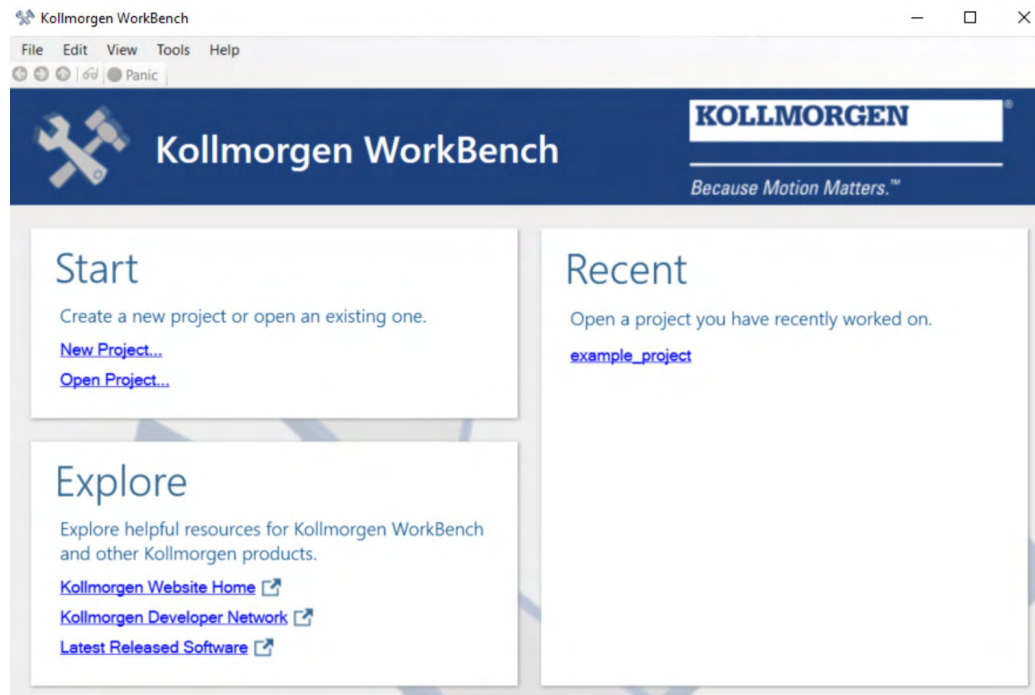 Kollmorgen WorkBench
File Edit View Tools Help
Panic
Kollmorgen WorkBench
KOLLMORGEN®
Because Motion Matters.™
Start
Create a new project or open an existing one.
New Project...
Open Project...
Explore
Explore helpful resources for Kollmorgen WorkBench
and other Kollmorgen products.
Kollmorgen Website Home
Kollmorgen Developer Network
Latest Released Software
Recent
Open a project you have recently worked on.
example_project